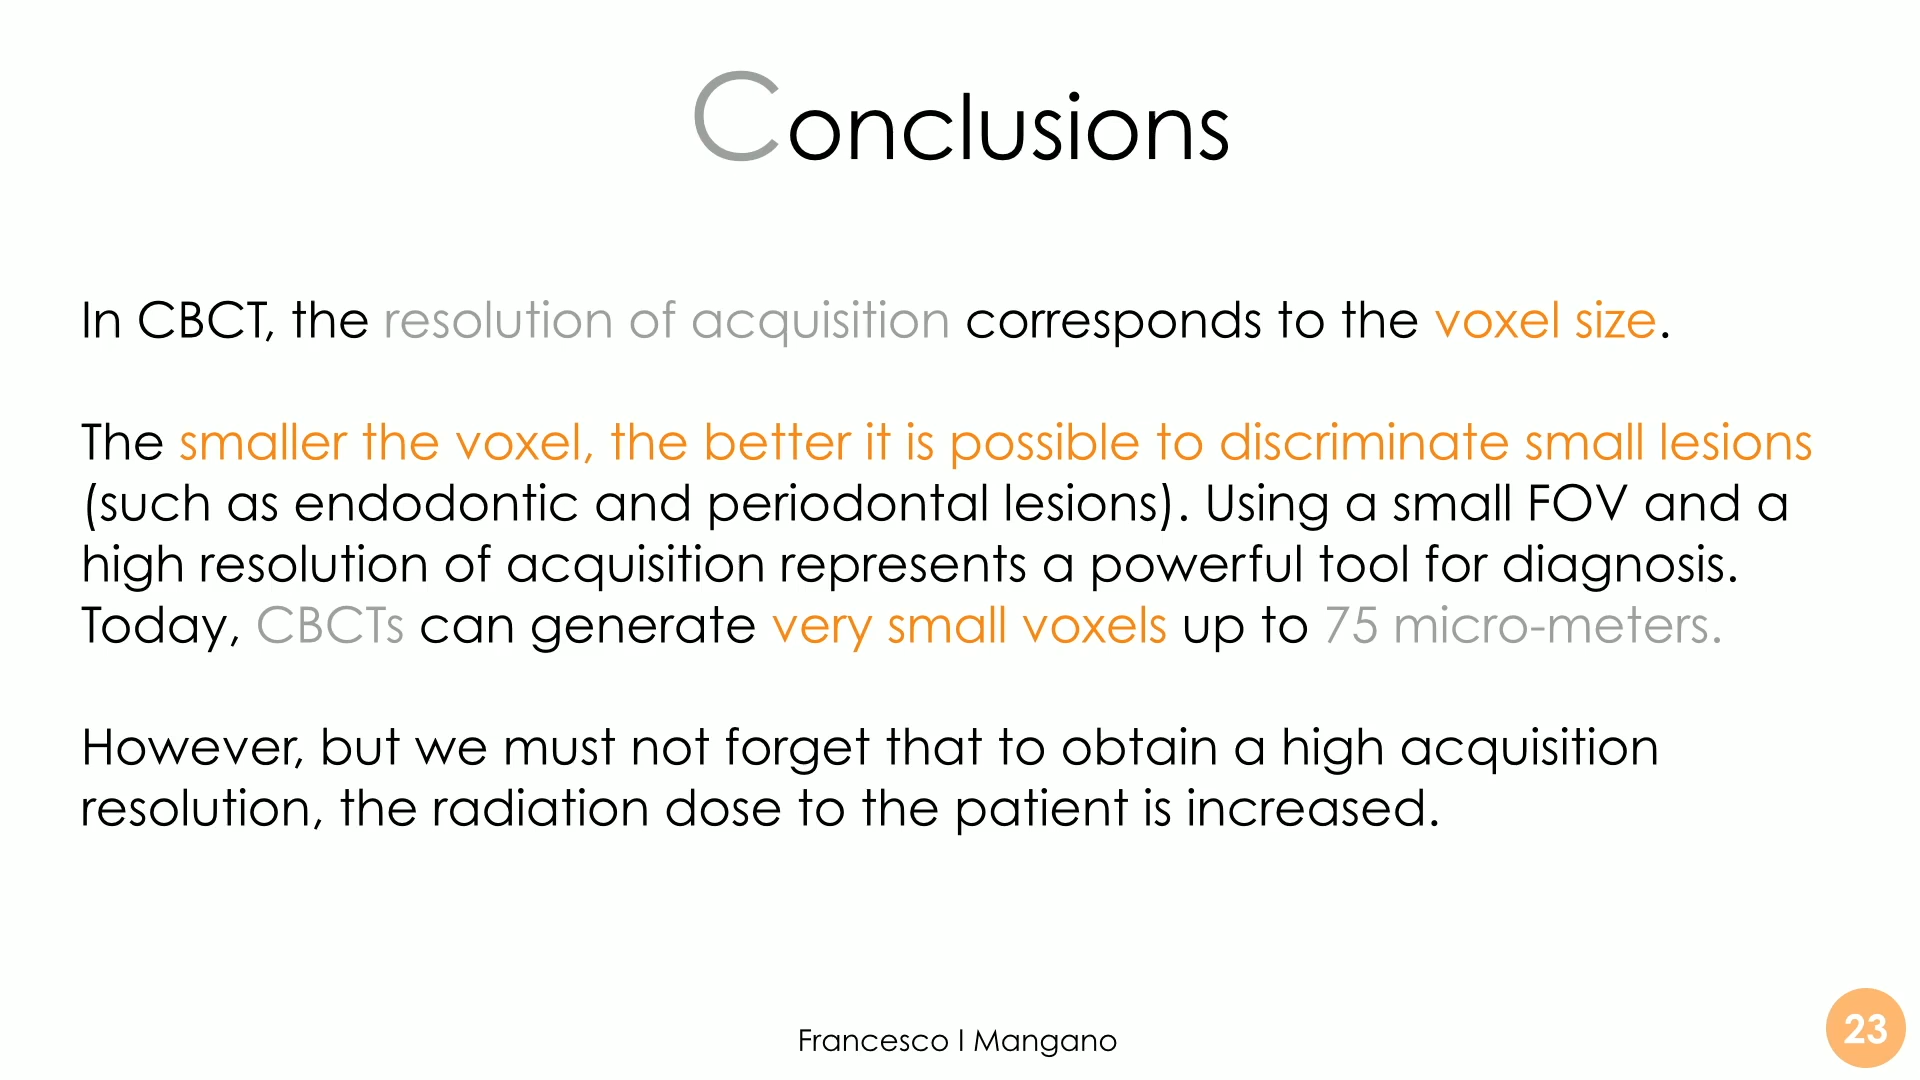 Conclusions
In CBCT, the resolution of acquisition corresponds to the voxel size.
The smaller the voxel, the better it is possible to discriminate small lesions
(such as endodontic and periodontal lesions). Using a small FOV and a
high resolution of acquisition represents a powerful tool for diagnosis.
Today, CBCTs can generate very small voxels up to 75 micro-meters.
However, but we must not forget that to obtain a high acquisition
resolution, the radiation dose to the patient is increased.
Francesco I Mangano
23